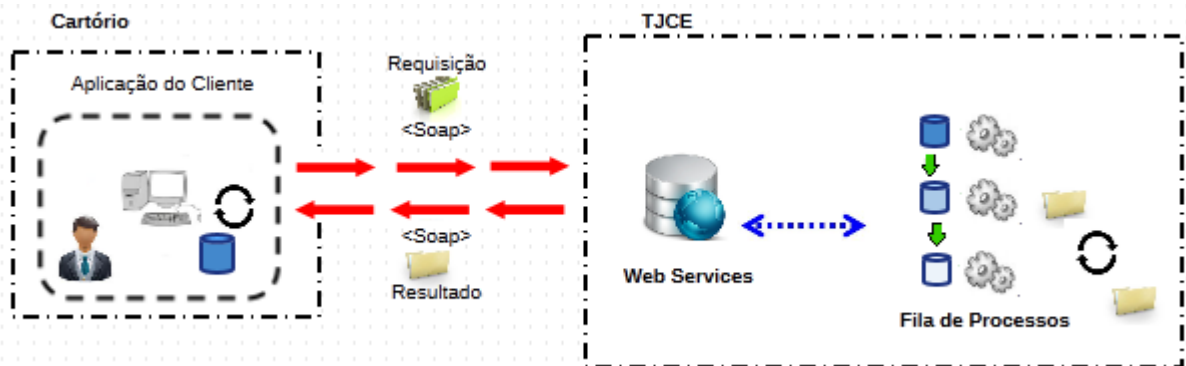 Cartório
TJCE
Aplicação do Cliente
Requisição
<Soap>
<Soap>
Resultado
Web Services
Fila de Processos